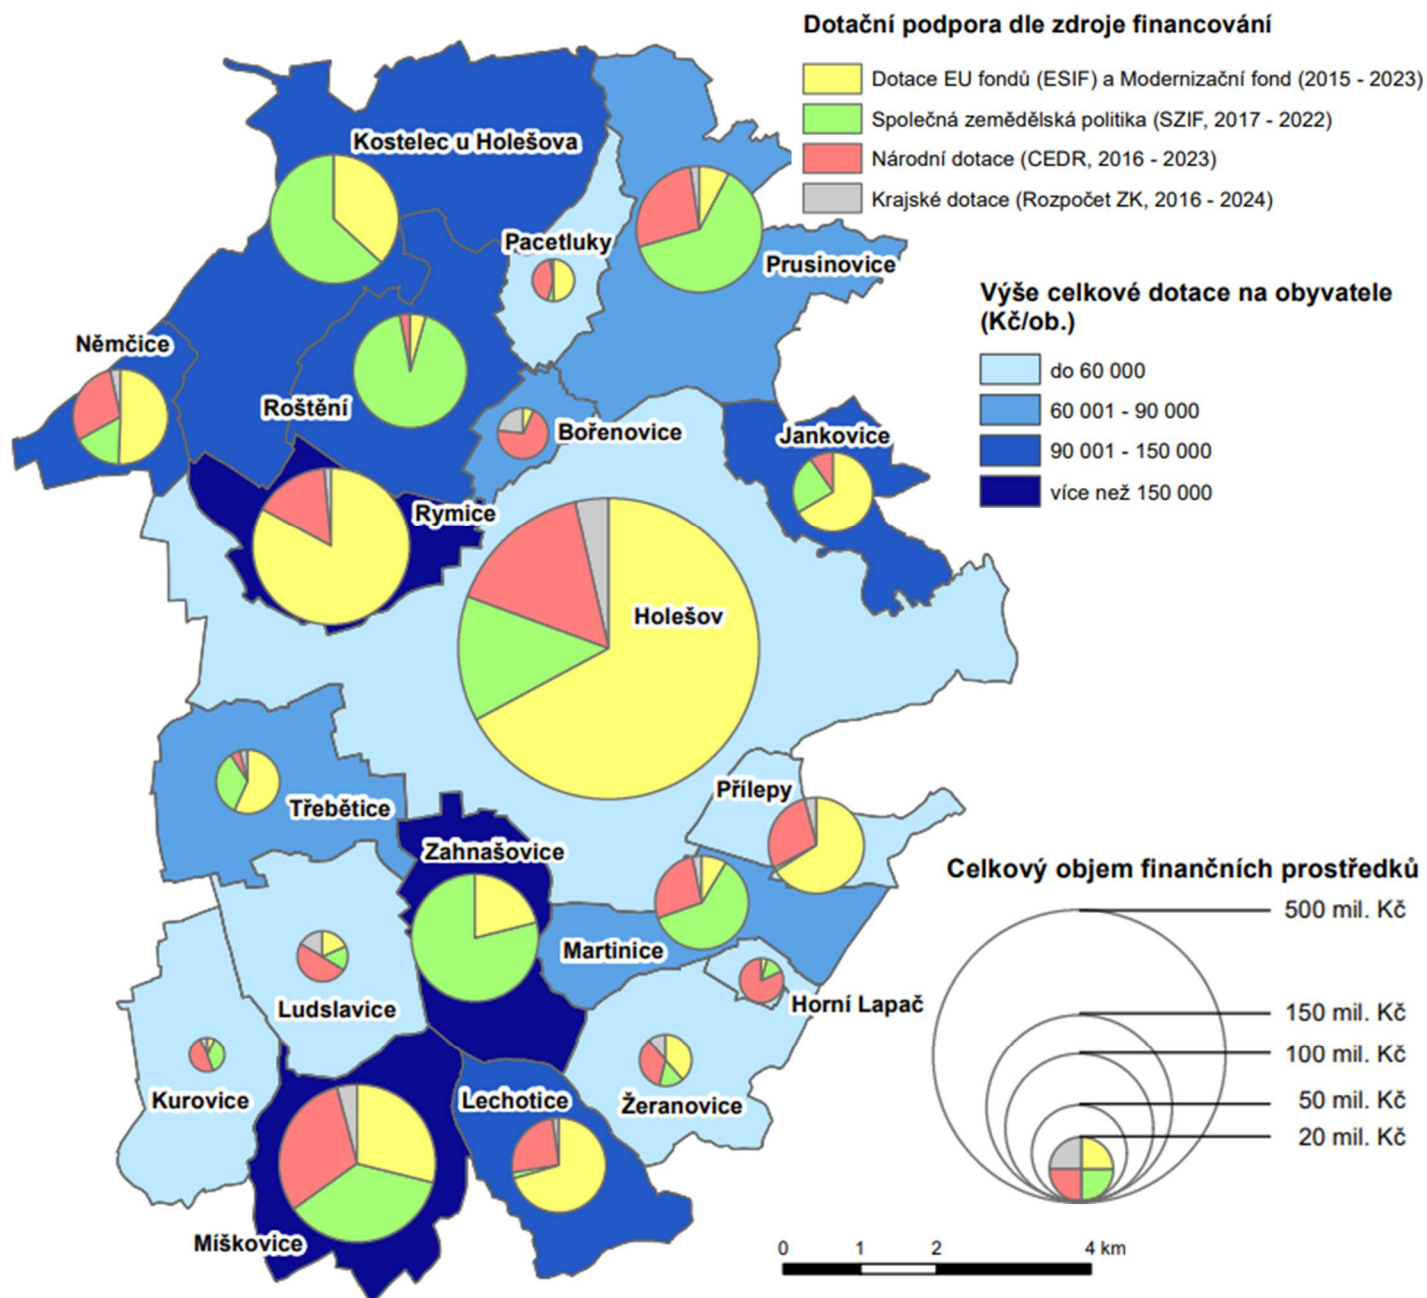 Dotační podpora dle zdroje financování
Dotace EU fondů (ESIF) a Modernizační fond (2015 - 2023)
Společná zemědělská politika (SZIF, 2017 - 2022)
Národní dotace (CEDR, 2016 - 2023)
Krajské dotace (Rozpočet ZK, 2016 - 2024)
Kostelec u Holešova
Pacetluky
Prusinovice
Výše celkové dotace na obyvatele
(Kč/ob.)
do 60 000
60 001 - 90 000
90 001 - 150 000
více než 150 000
Němčice
Roštění
Bořenovice
Jankovice
Rymice
Holešov
Třebětice
Přílepy
Zahnašovice
Martinice
Ludslavice
Horní Lapač
Kurovice
Lechotice
Žeranovice
Míškovice
Celkový objem finančních prostředků
500 mil. Kč
150 mil. Kč
100 mil. Kč
50 mil. Kč
20 mil. Kč
0 1 2 4 km